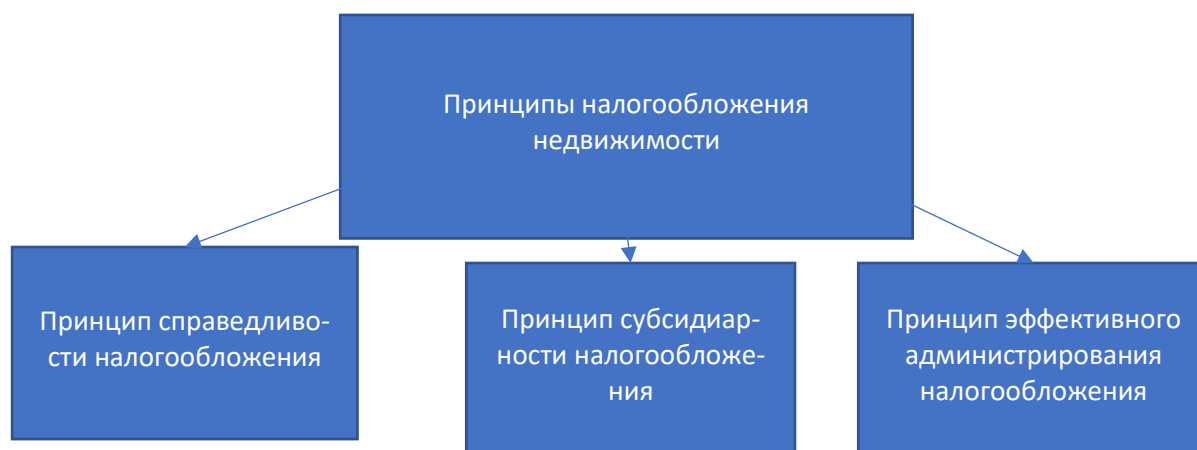 Принципы налогообложения
недвижимости
Принцип справедливо-
сти налогообложения
Принцип субсидиар-
ности налогообложе-
ния
Принцип эффективного
администрирования
налогообложения